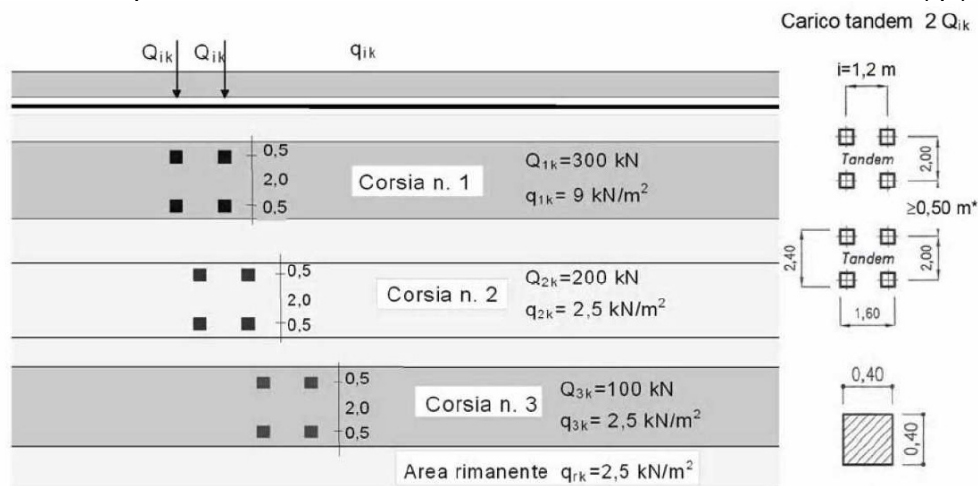 Carico tandem 2 Qik
Qik Qik qik
i=1,2 m
0,5
2,0
0,5
Corsia n. 1
Q1k=300 kN
q1k= 9 kN/m²
Tandem
2,00
≥0,50 m*
0,5
2,0
0,5
Corsia n. 2
Q2k=200 kN
q2k= 2,5 kN/m²
2,40
Tandem
2,00
1,60
0,5
2,0
0,5
Corsia n. 3
Q3k=100 kN
q3k= 2,5 kN/m²
0,40
0,40
Area rimanente qrk=2,5 kN/m²